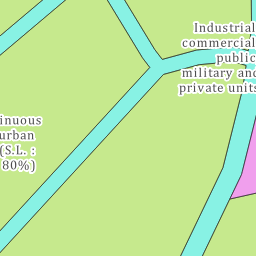 Industrial
commercial
public
military and
private units
inuous
urban
(S.L. :
80%)